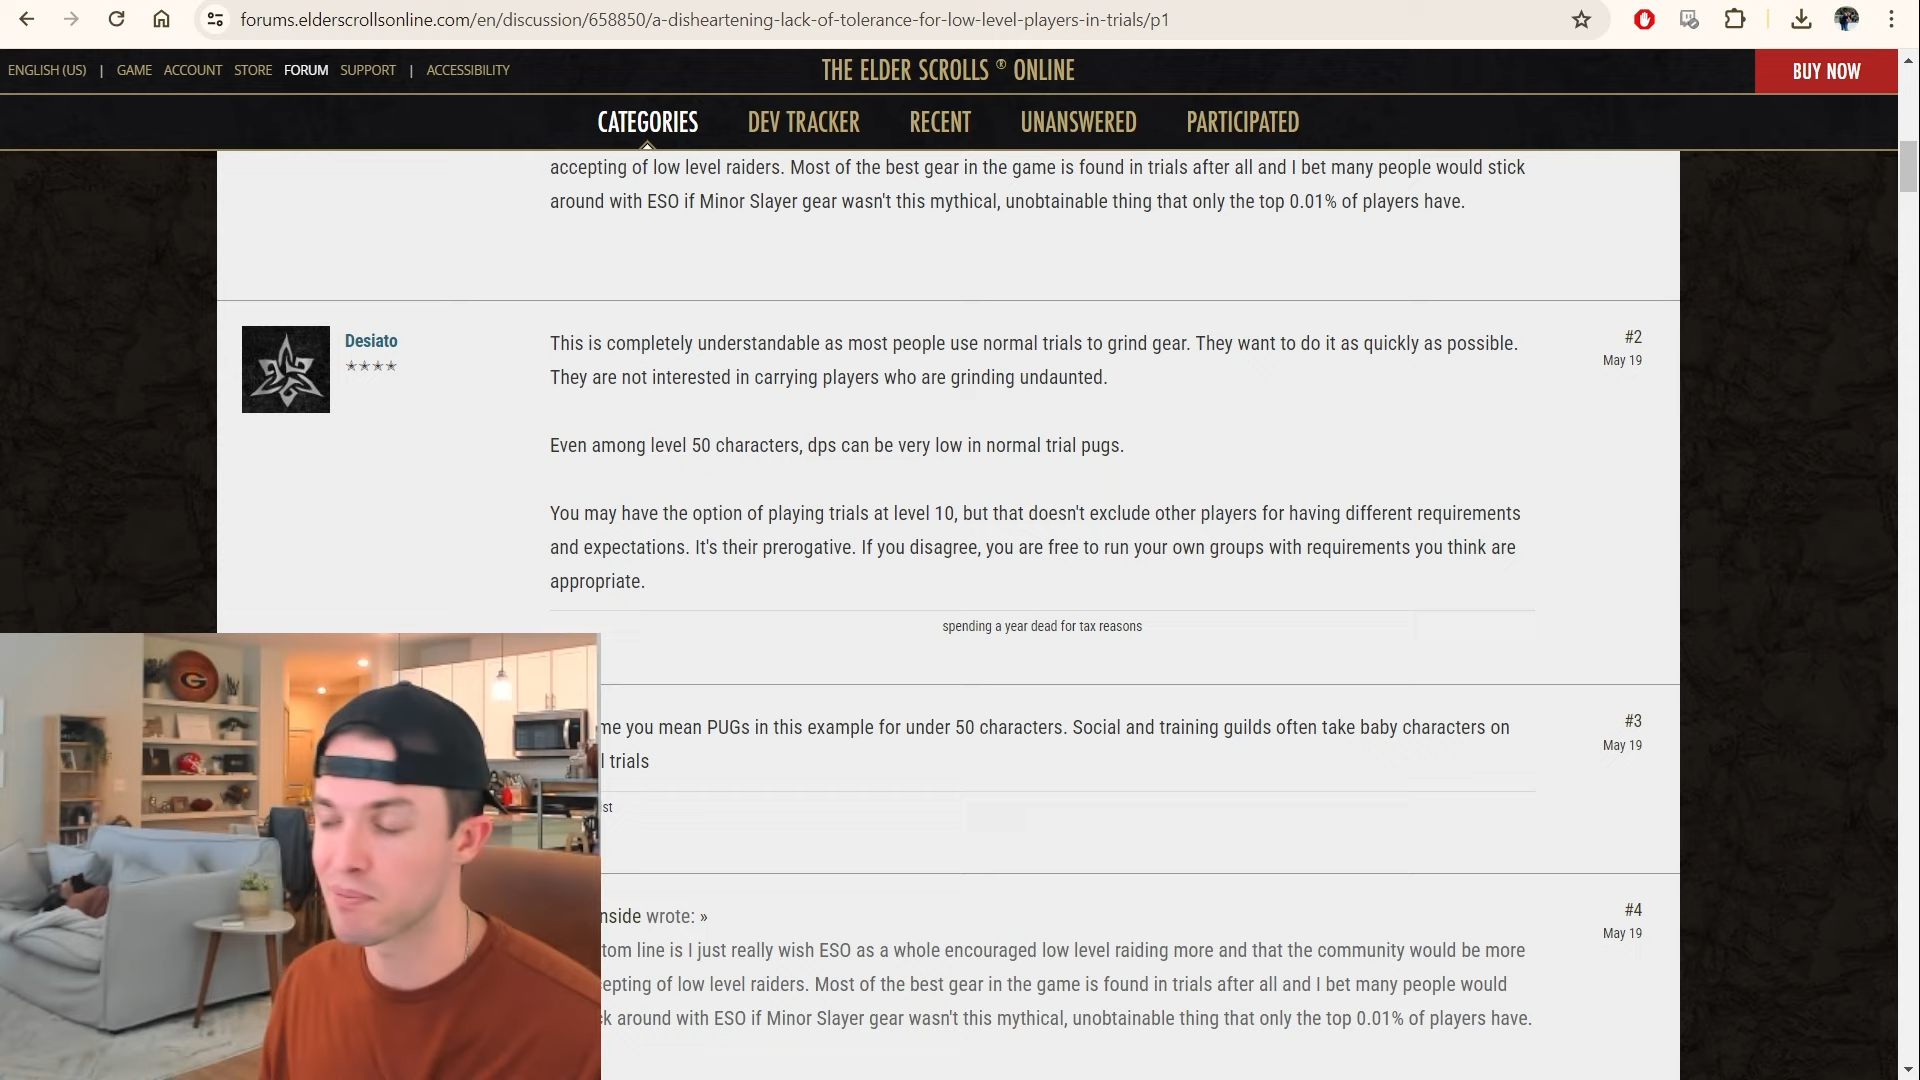 forums.elderscrollsonline.com/en/discussion/658850/a-disheartening-lack-of-tolerance-for-low-level-players-in-trials/p1
ENGLISH (US) | GAME ACCOUNT STORE FORUM SUPPORT | ACCESSIBILITY
THE ELDER SCROLLS ® ONLINE
BUY NOW
CATEGORIES DEV TRACKER RECENT UNANSWERED PARTICIPATED
accepting of low level raiders. Most of the best gear in the game is found in trials after all and I bet many people would stick
around with ESO if Minor Slayer gear wasn't this mythical, unobtainable thing that only the top 0.01% of players have.
Desiato
This is completely understandable as most people use normal trials to grind gear. They want to do it as quickly as possible.
They are not interested in carrying players who are grinding undaunted.
#2
May 19
Even among level 50 characters, dps can be very low in normal trial pugs.
You may have the option of playing trials at level 10, but that doesn't exclude other players for having different requirements
and expectations. It's their prerogative. If you disagree, you are free to run your own groups with requirements you think are
appropriate.
spending a year dead for tax reasons
me you mean PUGs in this example for under 50 characters. Social and training guilds often take baby characters on
l trials
#3
May 19
st
nside wrote: »
#4
May 19
tom line is I just really wish ESO as a whole encouraged low level raiding more and that the community would be more
epting of low level raiders. Most of the best gear in the game is found in trials after all and I bet many people would
k around with ESO if Minor Slayer gear wasn't this mythical, unobtainable thing that only the top 0.01% of players have.
G